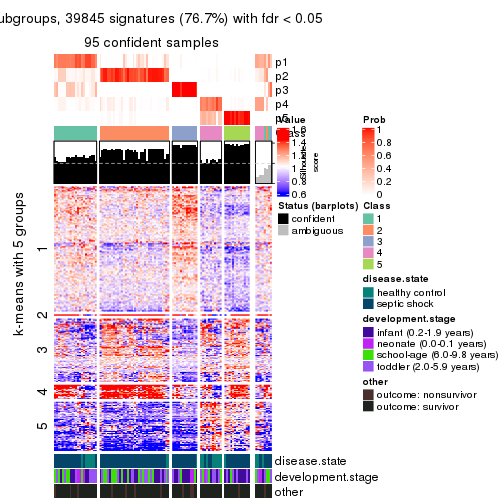 ubgroups, 39845 signatures (76.7%) with fdr < 0.05
95 confident samples
p1
p2
p3
p4
p5
Class
Value
1.6
0.8
0.6
Silhouette
score
Prob
1
0.8
0.6
0.4
0.2
0
Status (barplots)
confident
ambiguous
Class
1
2
3
4
5
disease.state
healthy control
septic shock
development.stage
infant (0.2-1.9 years)
neonate (0.0-0.1 years)
school-age (6.0-9.8 years)
toddler (2.0-5.9 years)
other
outcome: nonsurvivor
outcome: survivor
k-means with 5 groups
1
2
3
4
5
disease.state
development.stage
other